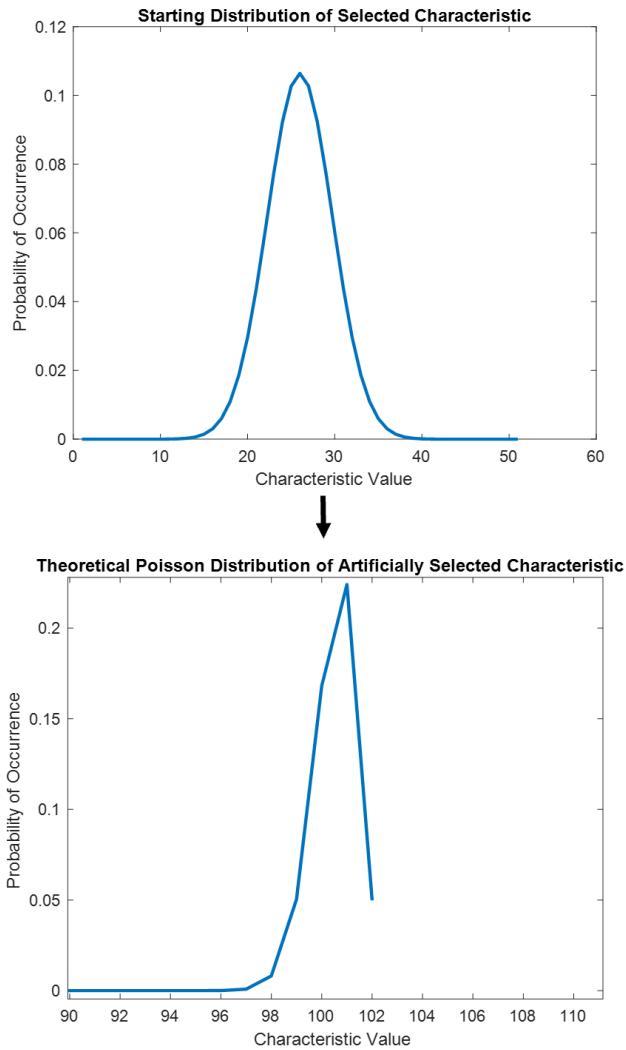 Starting Distribution of Selected Characteristic
0.12
0.1
0.08
0.06
0.04
0.02
0
Probability of Occurrence
0 10 20 30 40 50 60
Characteristic Value
Theoretical Poisson Distribution of Artificially Selected Characteristic
0.2
0.15
0.1
0.05
0
Probability of Occurrence
90 92 94 96 98 100 102 104 106 108 110
Characteristic Value